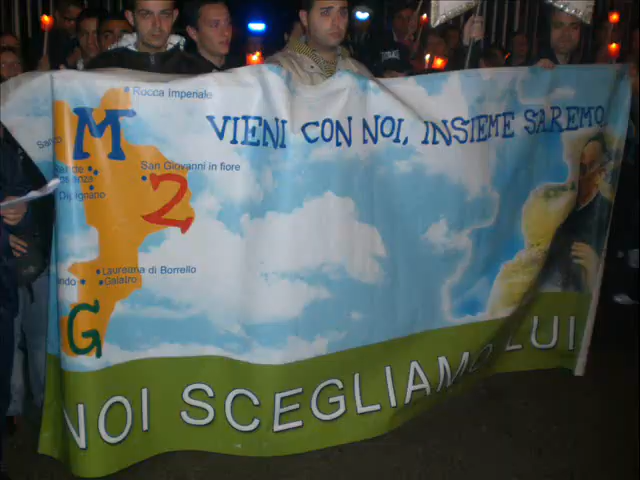 Rocca Imperiale
M
VIENI CON NOI, INSIEME SAREMO
San Giovanni in fiore
2
Laureana di Borrello
Galatro
G
NOI SCEGLIAMO LUI